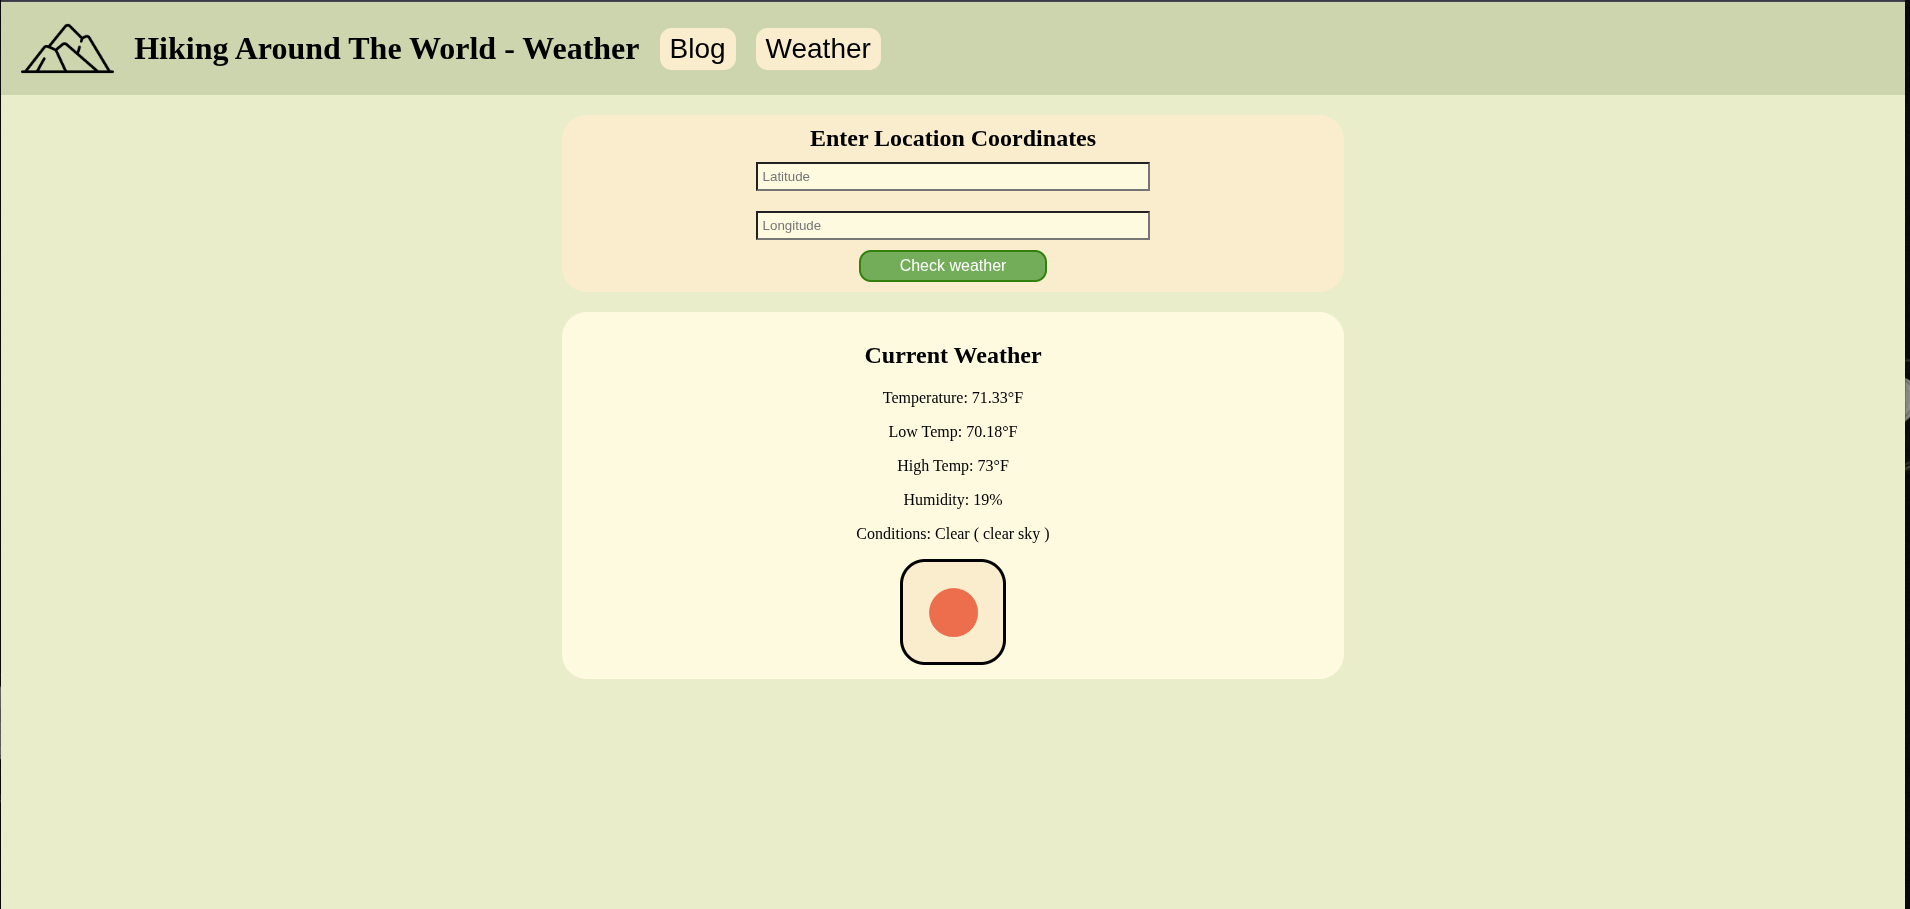 Hiking Around The World - Weather Blog Weather
Enter Location Coordinates
Latitude
Longitude
Check weather
Current Weather
Temperature: 71.33°F
Low Temp: 70.18°F
High Temp: 73°F
Humidity: 19%
Conditions: Clear ( clear sky )